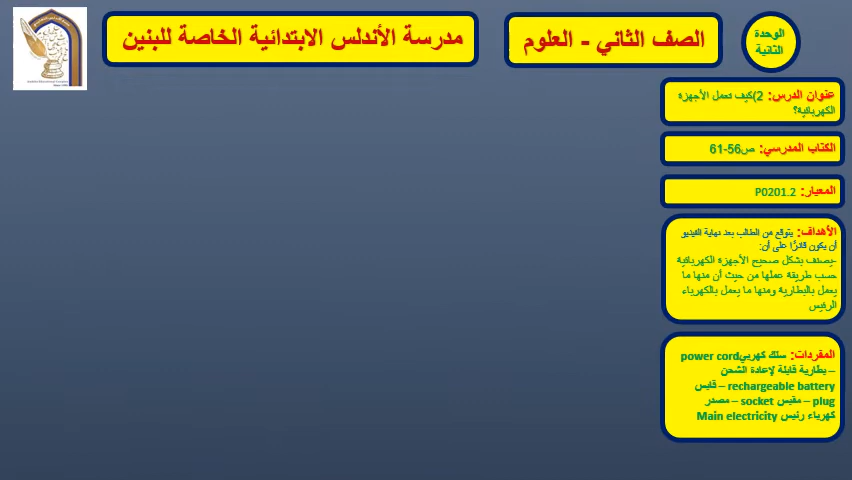 مدرسة الأندلس الابتدائية الخاصة للبنين
الصف الثاني - العلوم
الوحدة
الثانية
عنوان الدرس: 2)كيف تعمل الأجهزة
الكهربائية؟
الكتاب المدرسي: ص56-61
المعيار: P0201.2
الأهداف: يتوقع من الطالب بعد نهاية الفيديو
أن يكون قادرًا على أن:
-يصنف بشكل صحيح الأجهزة الكهربائية
حسب طريقة عملها من حيث أن منها ما
يعمل بالبطارية ومنها ما يعمل بالكهرباء
الرئيس
المفردات: سلك كهربي power cord
– بطارية قابلة لإعادة الشحن
rechargeable battery – قابس
plug – مقبس socket – مصدر
كهرباء رئيس Main electricity